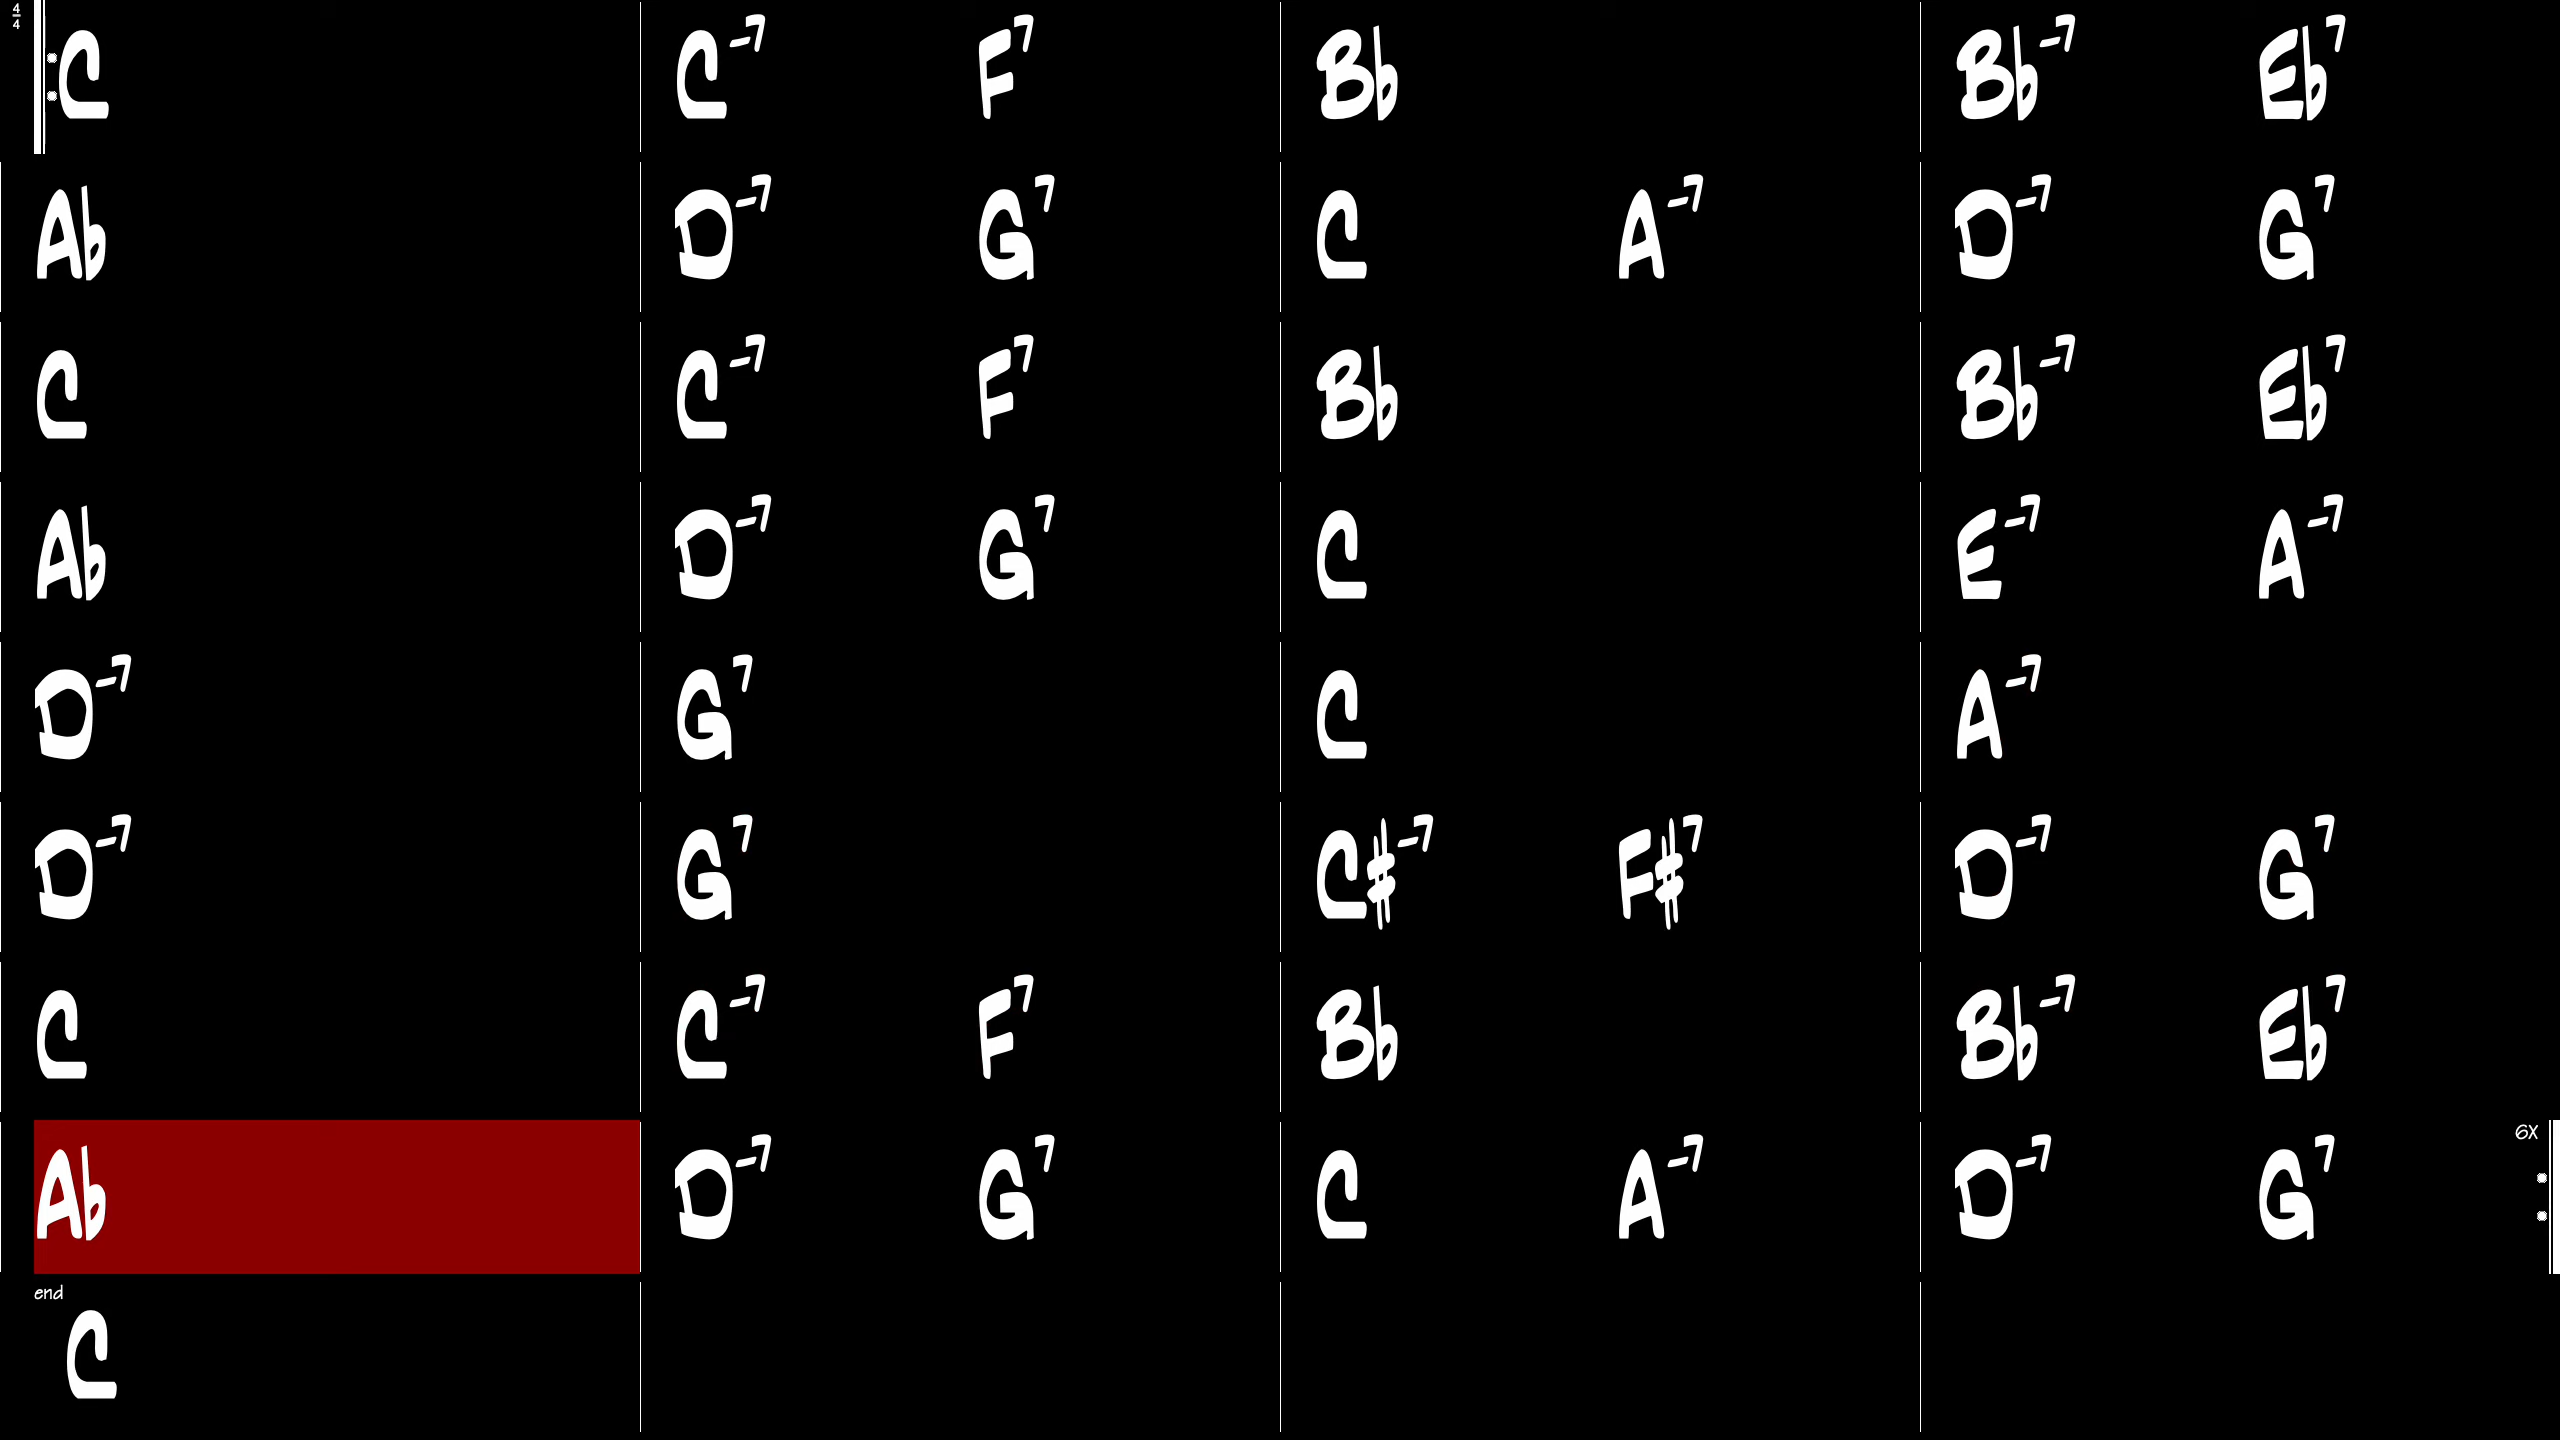 4/4 C C-7 F7 Bb Bb-7 Eb7
Ab D-7 G7 C A-7 D-7 G7
C C-7 F7 Bb Bb-7 Eb7
Ab D-7 G7 C E-7 A-7
D-7 G7 C A-7
D-7 G7 C#-7 F#7 D-7 G7
C C-7 F7 Bb Bb-7 Eb7
Ab D-7 G7 C A-7 D-7 G7 6x
end
C